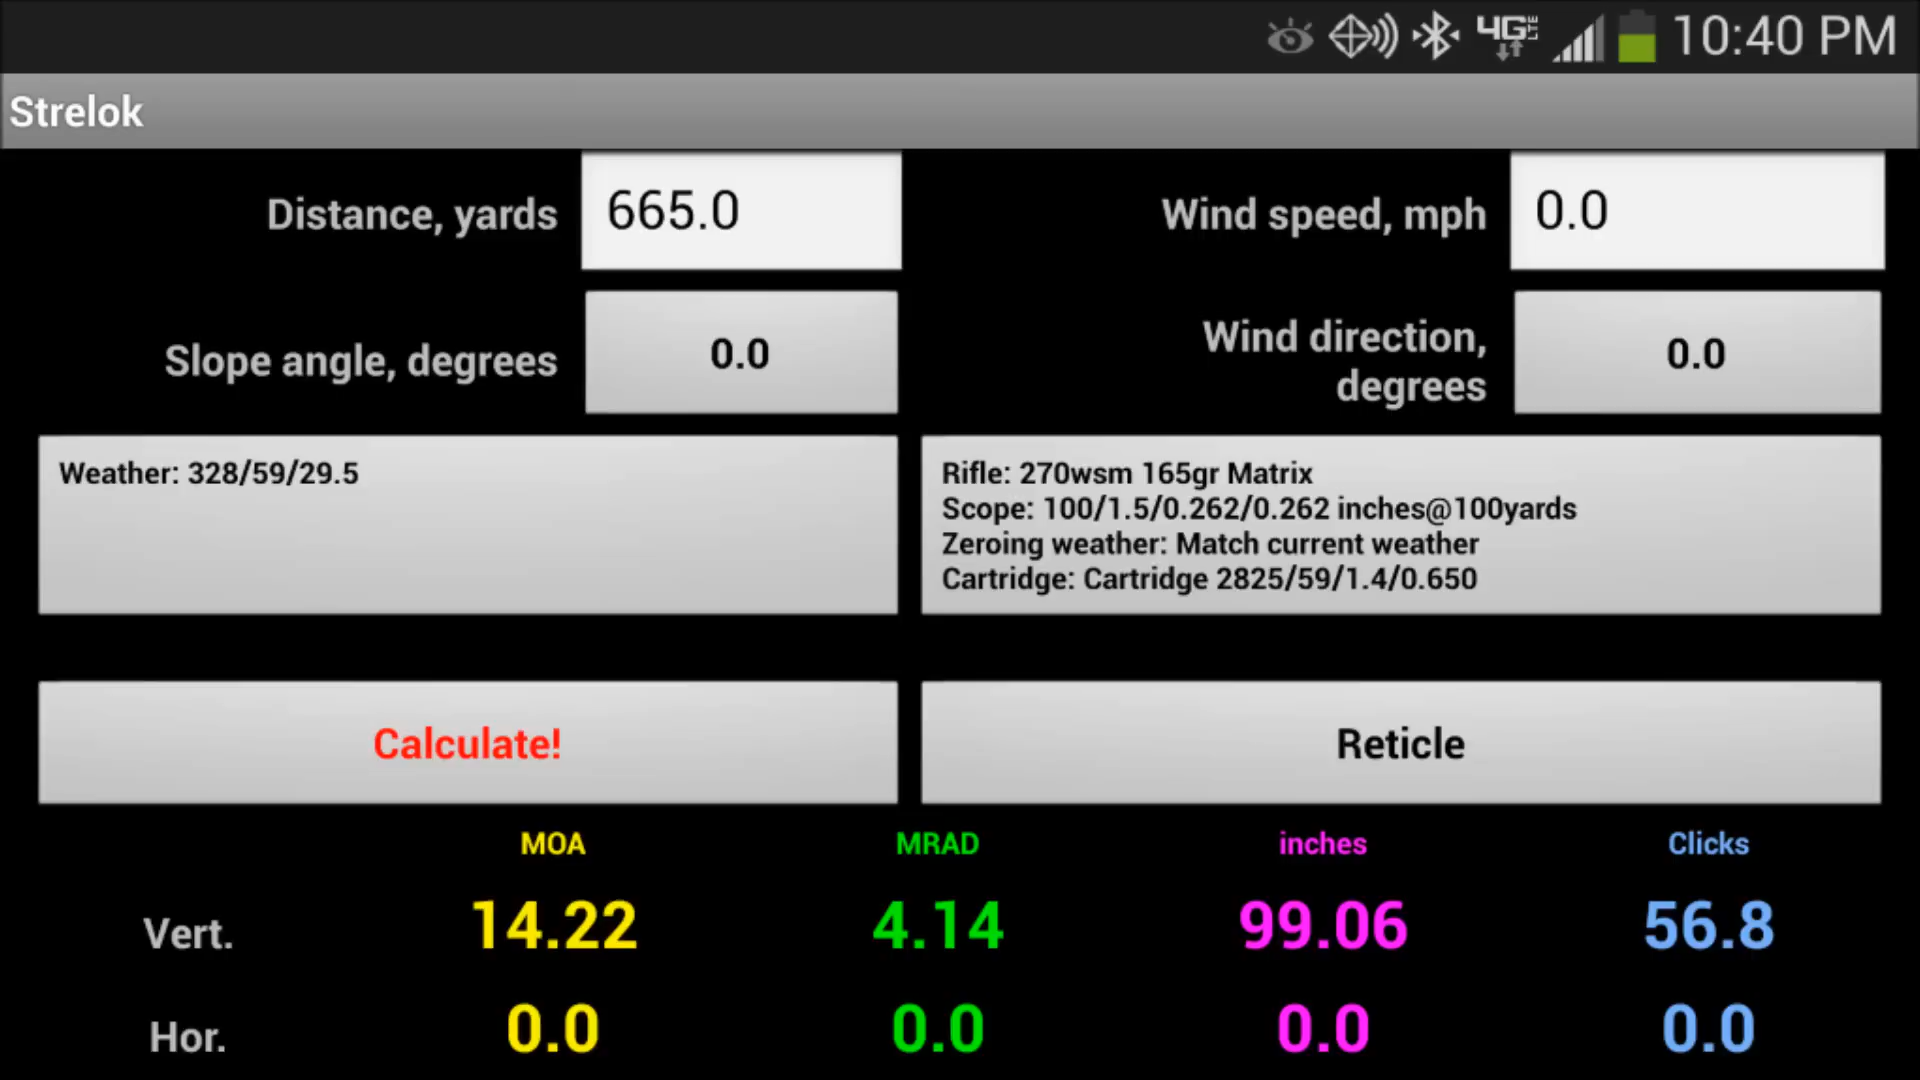 4G LTE 10:40 PM
Strelok
Distance, yards 665.0 Wind speed, mph 0.0
Slope angle, degrees 0.0 Wind direction, degrees 0.0
Weather: 328/59/29.5
Rifle: 270wsm 165gr Matrix
Scope: 100/1.5/0.262/0.262 inches@100yards
Zeroing weather: Match current weather
Cartridge: Cartridge 2825/59/1.4/0.650
Calculate! Reticle
MOA MRAD inches Clicks
Vert. 14.22 4.14 99.06 56.8
Hor. 0.0 0.0 0.0 0.0